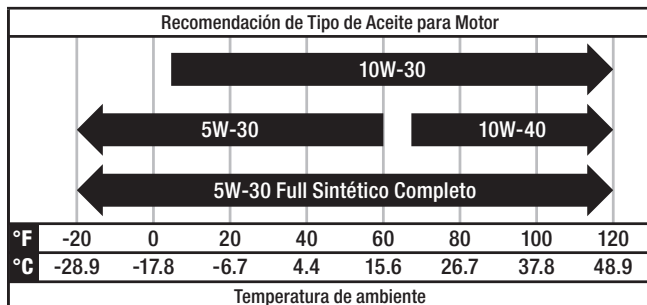 Recomendación de Tipo de Aceite para Motor
10W-30
5W-30 10W-40
5W-30 Full Sintético Completo
°F -20 0 20 40 60 80 100 120
°C -28.9 -17.8 -6.7 4.4 15.6 26.7 37.8 48.9
Temperatura de ambiente